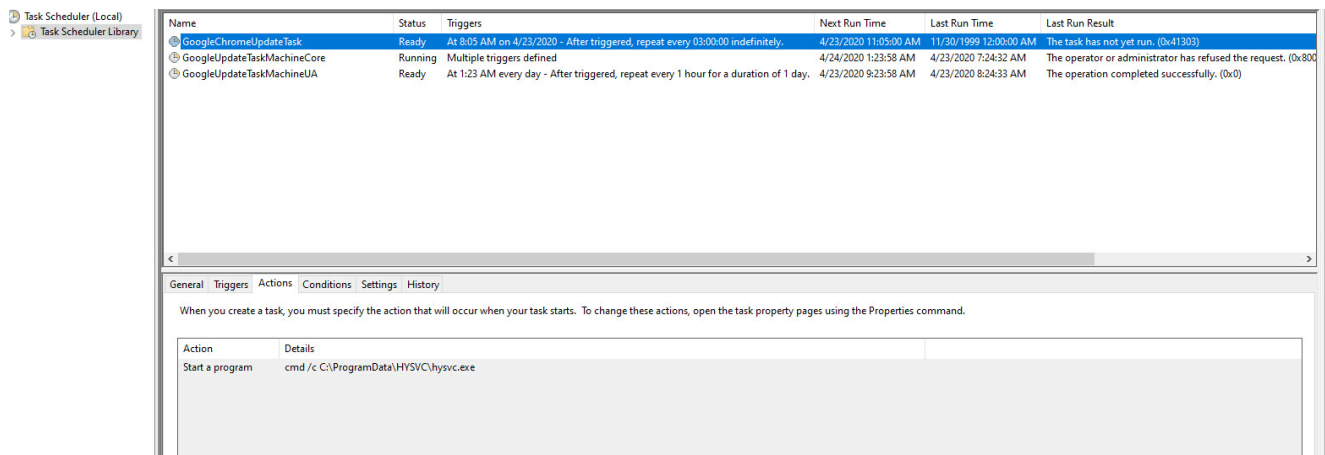 Task Scheduler (Local)
Task Scheduler Library
Name Status Triggers Next Run Time Last Run Time Last Run Result
GoogleChromeUpdateTask Ready At 8:05 AM on 4/23/2020 - After triggered, repeat every 03:00:00 indefinitely. 4/23/2020 11:05:00 AM 11/30/1999 12:00:00 AM The task has not yet run. (0x41303)
GoogleUpdateTaskMachineCore Running Multiple triggers defined 4/24/2020 1:23:58 AM 4/23/2020 7:24:32 AM The operator or administrator has refused the request. (0x800
GoogleUpdateTaskMachineUA Ready At 1:23 AM every day - After triggered, repeat every 1 hour for a duration of 1 day. 4/23/2020 9:23:58 AM 4/23/2020 8:24:33 AM The operation completed successfully. (0x0)
General Triggers Actions Conditions Settings History
When you create a task, you must specify the action that will occur when your task starts. To change these actions, open the task property pages using the Properties command.
Action Details
Start a program cmd /c C:\ProgramData\HYSVC\hysvc.exe